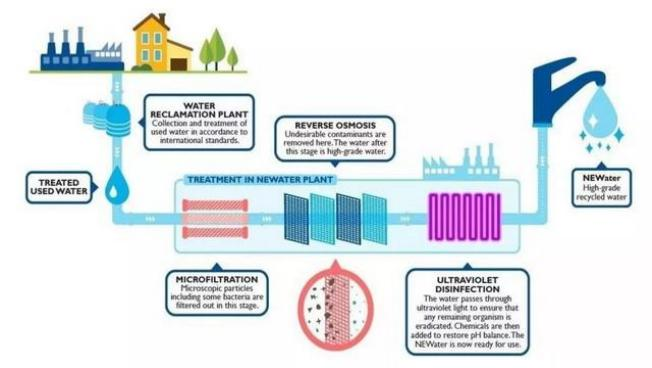 WATER
RECLAMATION PLANT
Collection and treatment of
used water in accordance to
international standards.
REVERSE OSMOSIS
Undesirable contaminants are
removed here. The water after
this stage is high-grade water.
TREATED
USED WATER
TREATMENT IN NEWATER PLANT
NEWater
High-grade
recycled water
MICROFILTRATION
Microscopic particles
including some bacteria are
filtered out in this stage.
ULTRAVIOLET
DISINFECTION
The water passes through
ultraviolet light to ensure that
any remaining organism is
eradicated. Chemicals are then
added to restore pH balance. The
NEWater is now ready for use.